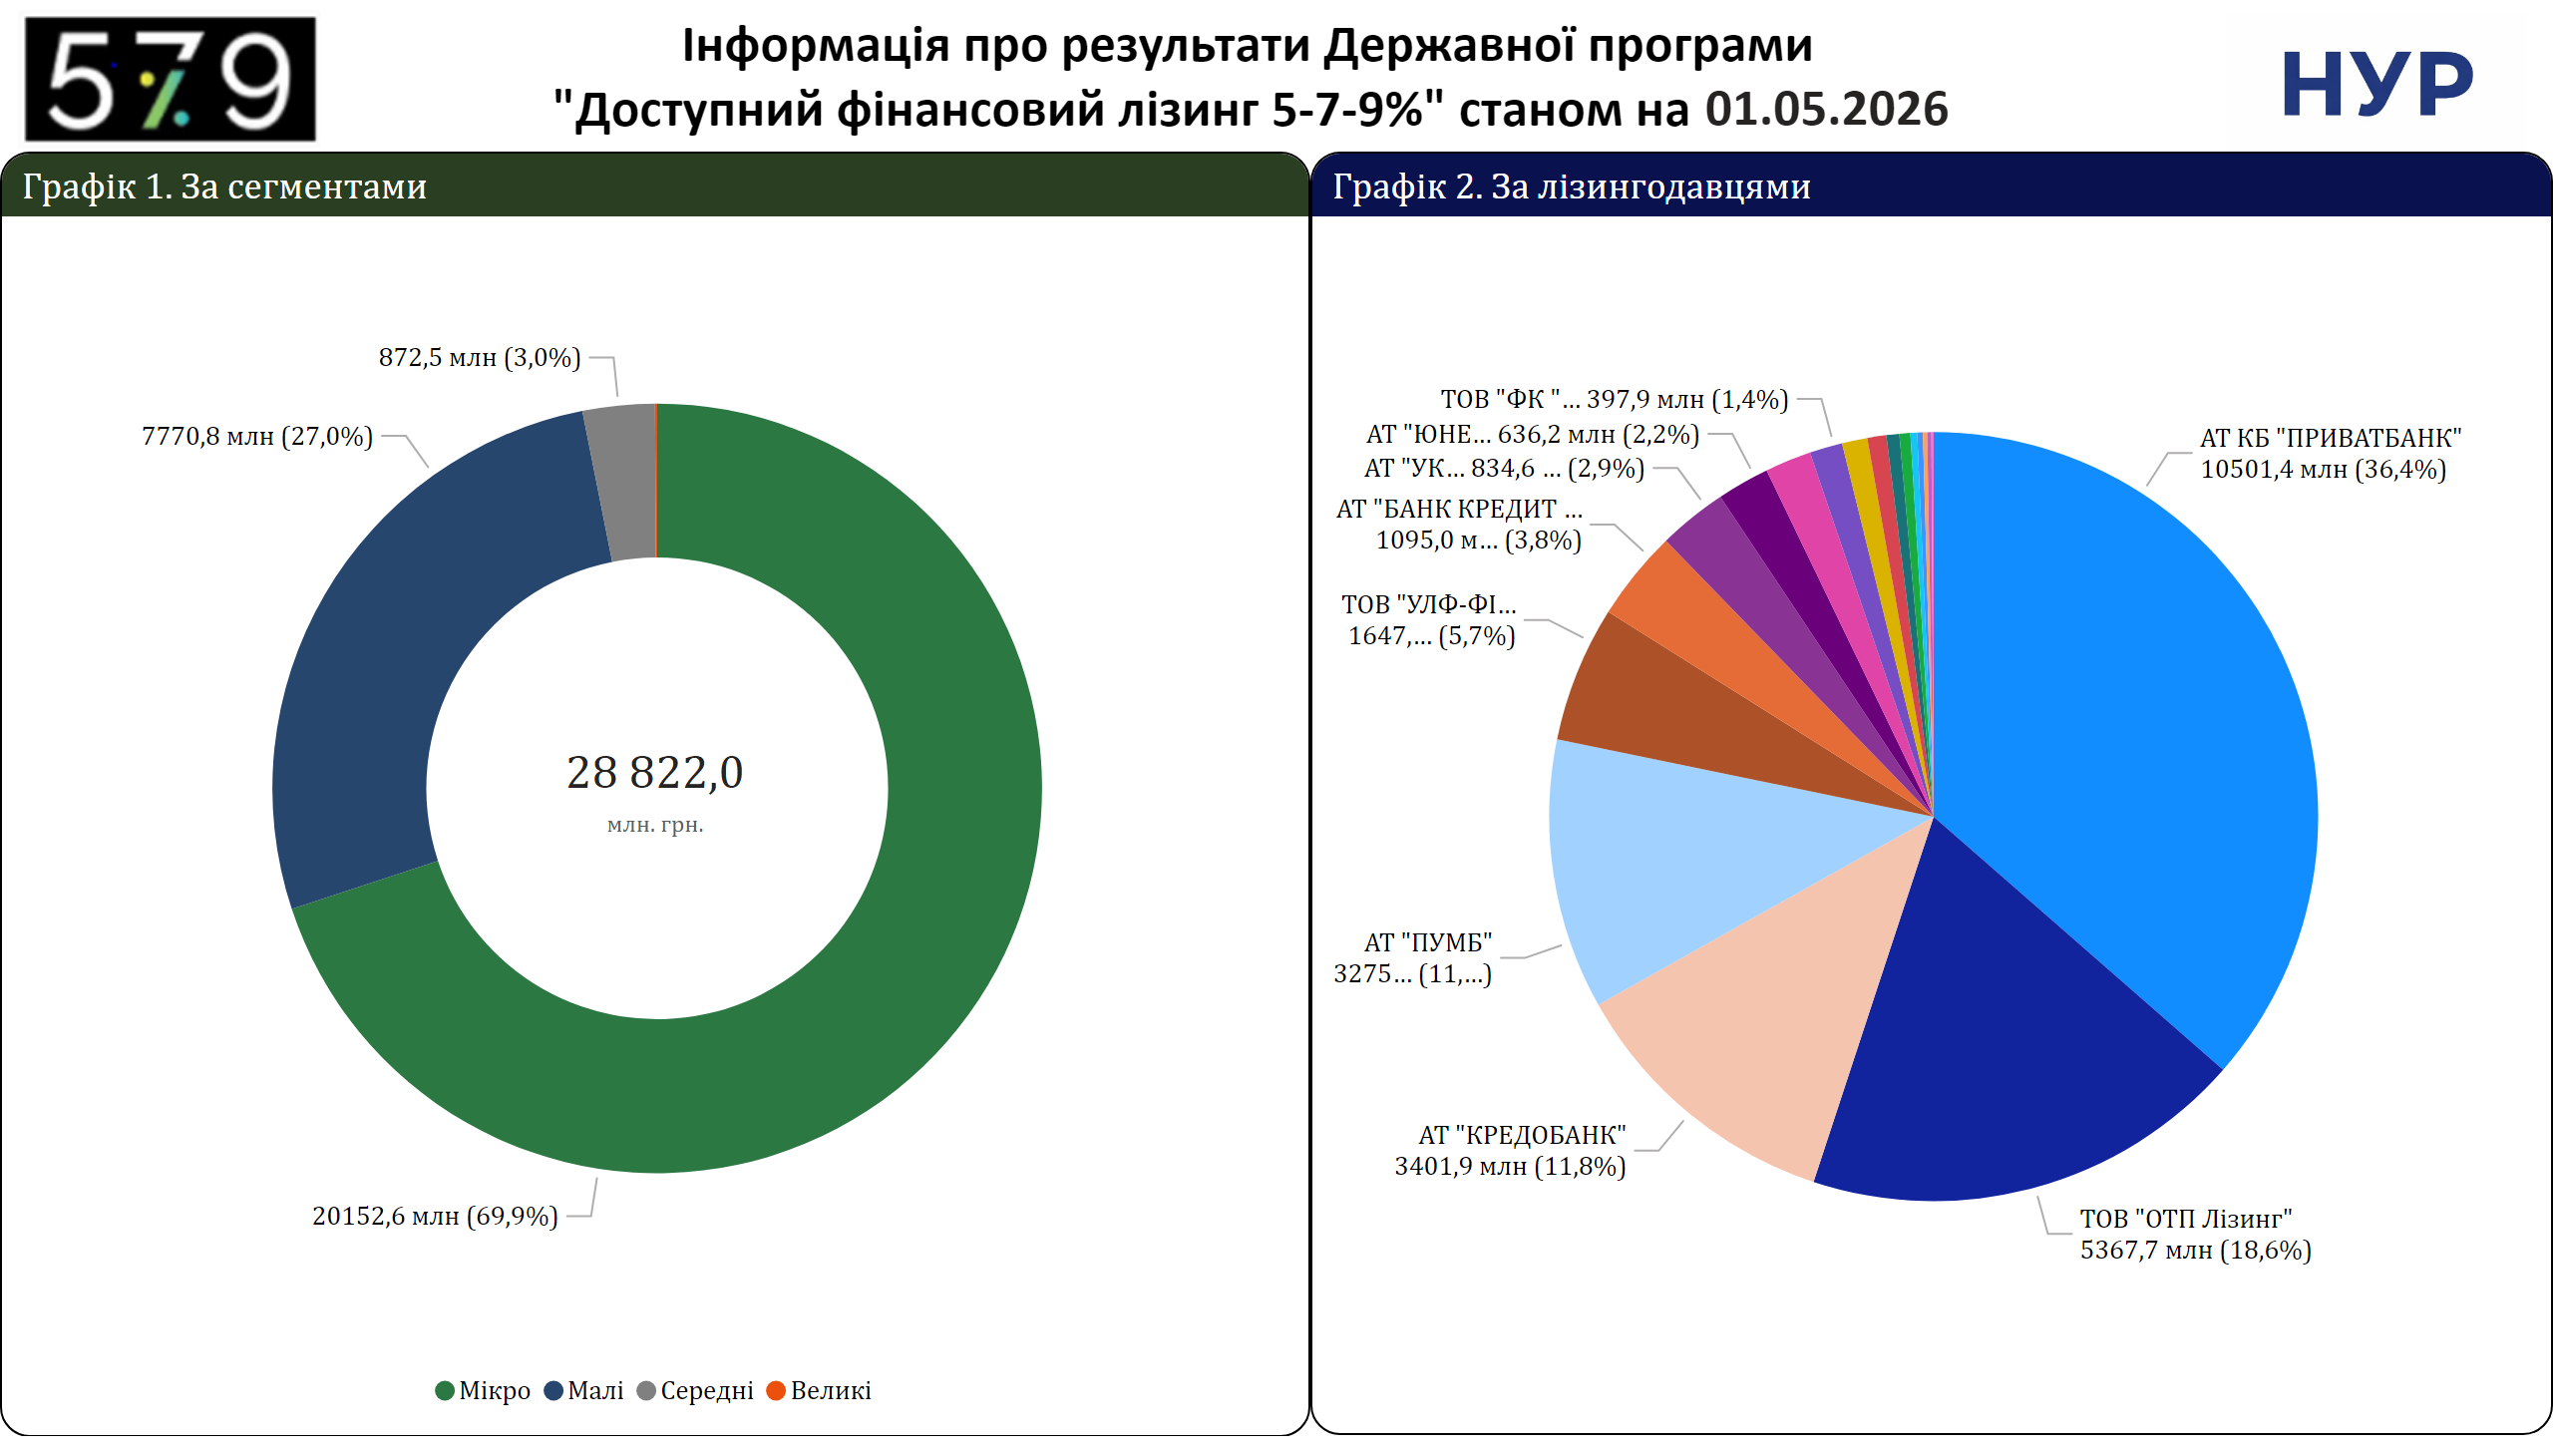 579
Інформація про результати Державної програми
"Доступний фінансовий лізинг 5-7-9%" станом на 01.05.2026
НУР
Графік 1. За сегментами
872,5 млн (3,0%)
7770,8 млн (27,0%)
28 822,0
млн. грн.
20152,6 млн (69,9%)
Мікро Малі Середні Великі
Графік 2. За лізингодавцями
ТОВ "ФК "... 397,9 млн (1,4%)
АТ "ЮНЕ... 636,2 млн (2,2%)
АТ "УК... 834,6 ... (2,9%)
АТ "БАНК КРЕДИТ ...
1095,0 м... (3,8%)
ТОВ "УЛФ-ФІ...
1647,... (5,7%)
АТ "ПУМБ"
3275... (11,...)
АТ "КРЕДОБАНК"
3401,9 млн (11,8%)
ТОВ "ОТП Лізинг"
5367,7 млн (18,6%)
АТ КБ "ПРИВАТБАНК"
10501,4 млн (36,4%)